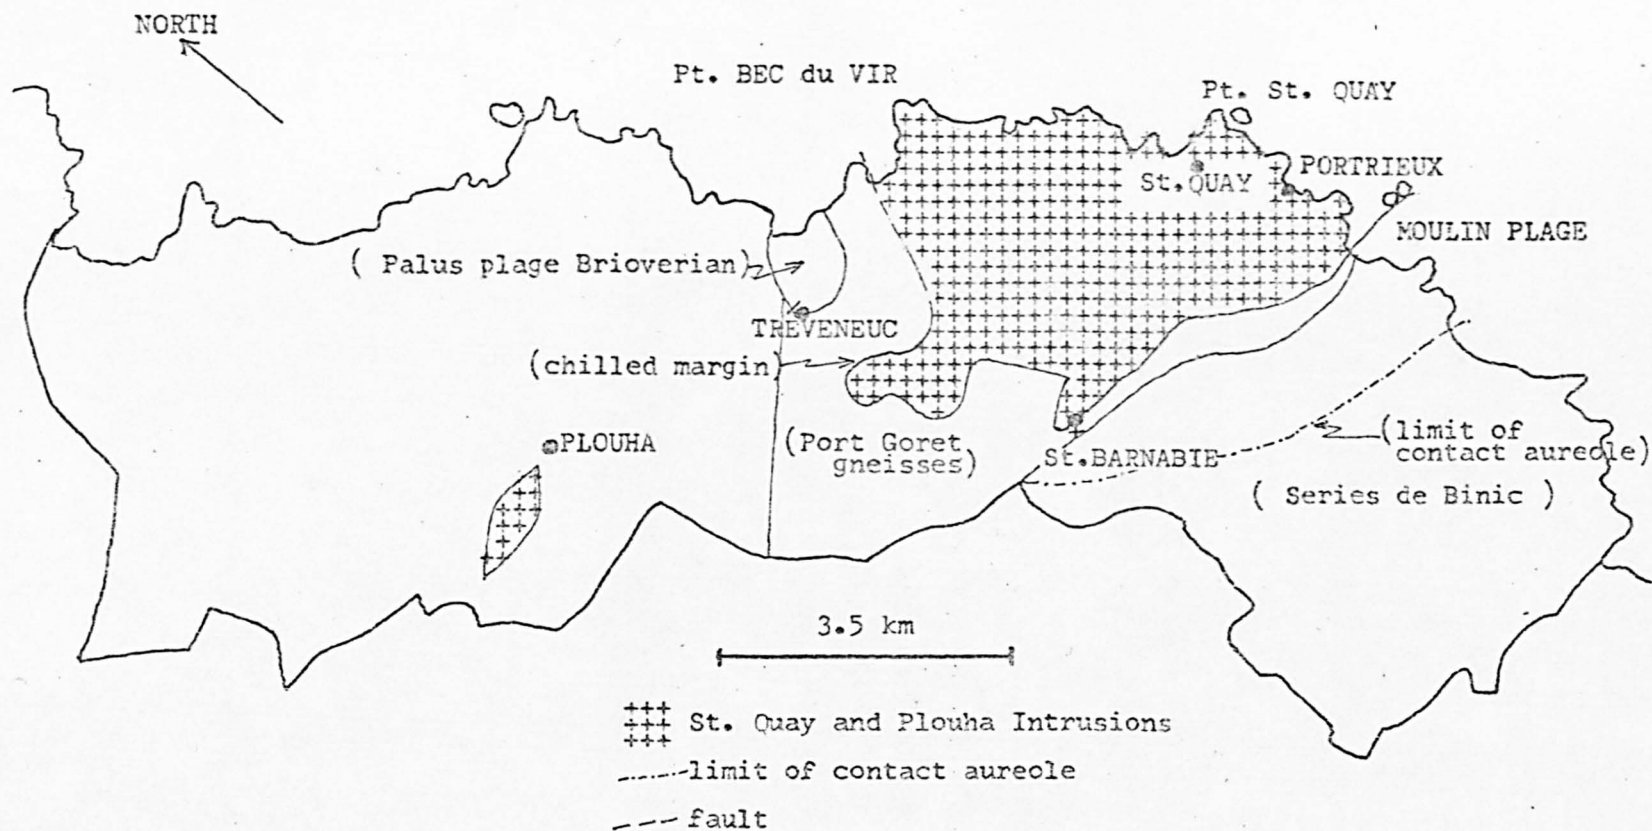 NORTH
Pt. BEC du VIR
Pt. St. QUAY
PORTRIEUX
St.QUAY
MOULIN PLAGE
( Palus plage Brioverian)
TREVENEUC
(chilled margin)
PLOUHA
(Port Goret
gneisses)
St.BARNABIE
(limit of
contact aureole)
( Series de Binic )
3.5 km
St. Quay and Plouha Intrusions
limit of contact aureole
fault